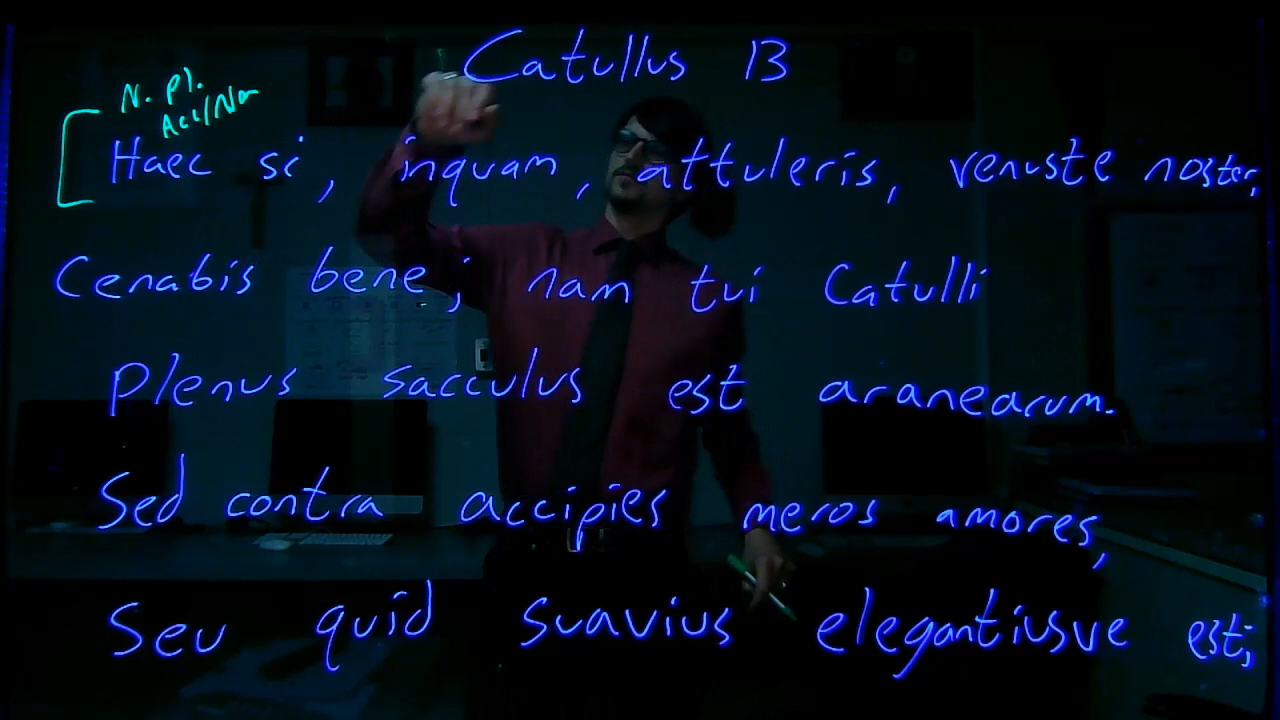 Catullus 13
N. Pl.
Acc/Nom
Haec si, inquam, attuleris, venuste noster,
Cenabis bene; nam tui Catulli
Plenus sacculus est aranearum.
Sed contra accipies meros amores,
Seu quid suavius elegantiusve est;